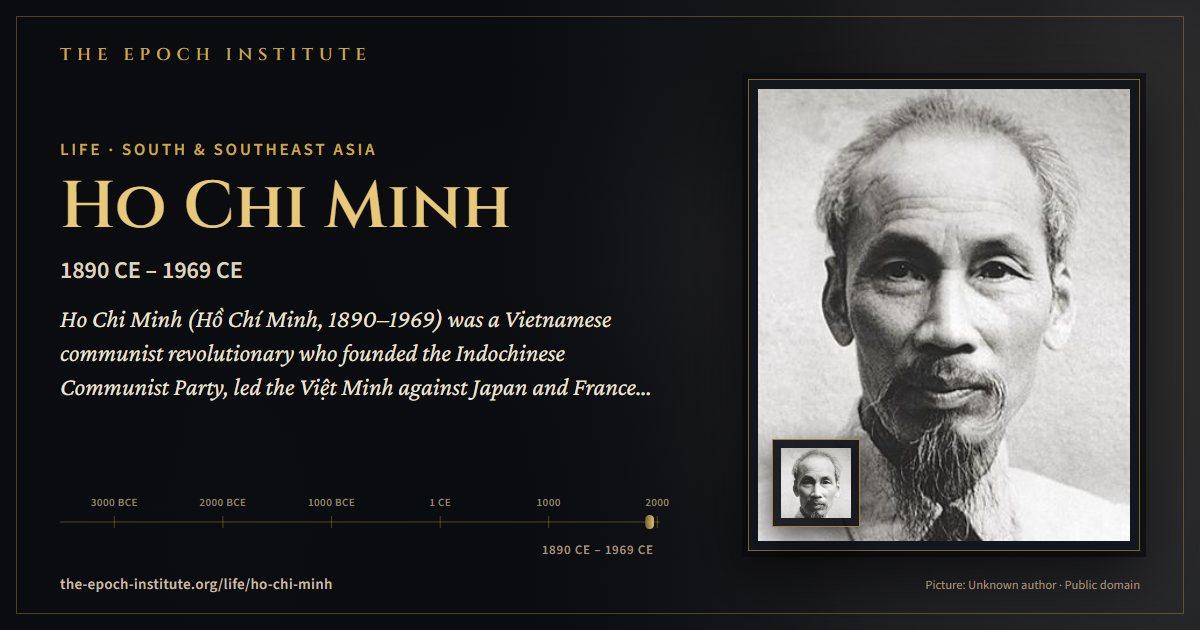 THE EPOCH INSTITUTE
LIFE · SOUTH & SOUTHEAST ASIA
HO CHI MINH
1890 CE – 1969 CE
Ho Chi Minh (Hồ Chí Minh, 1890–1969) was a Vietnamese
communist revolutionary who founded the Indochinese
Communist Party, led the Việt Minh against Japan and France...
3000 BCE 2000 BCE 1000 BCE 1 CE 1000 2000
1890 CE – 1969 CE
the-epoch-institute.org/life/ho-chi-minh
Picture: Unknown author · Public domain